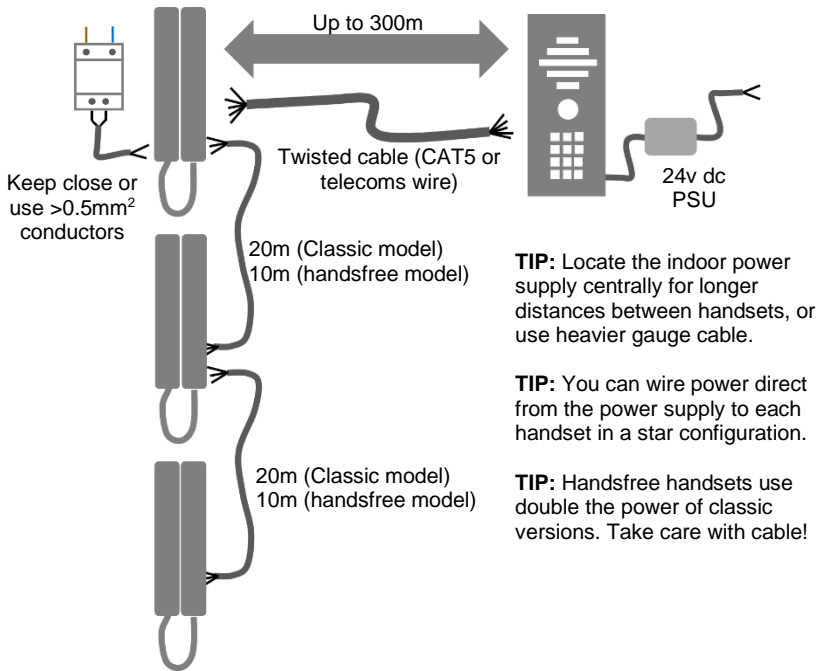 Up to 300m
Twisted cable (CAT5 or
telecoms wire)
24v dc
PSU
Keep close or
use >0.5mm²
conductors
20m (Classic model)
10m (handsfree model)
20m (Classic model)
10m (handsfree model)
TIP: Locate the indoor power
supply centrally for longer
distances between handsets, or
use heavier gauge cable.
TIP: You can wire power direct
from the power supply to each
handset in a star configuration.
TIP: Handsfree handsets use
double the power of classic
versions. Take care with cable!